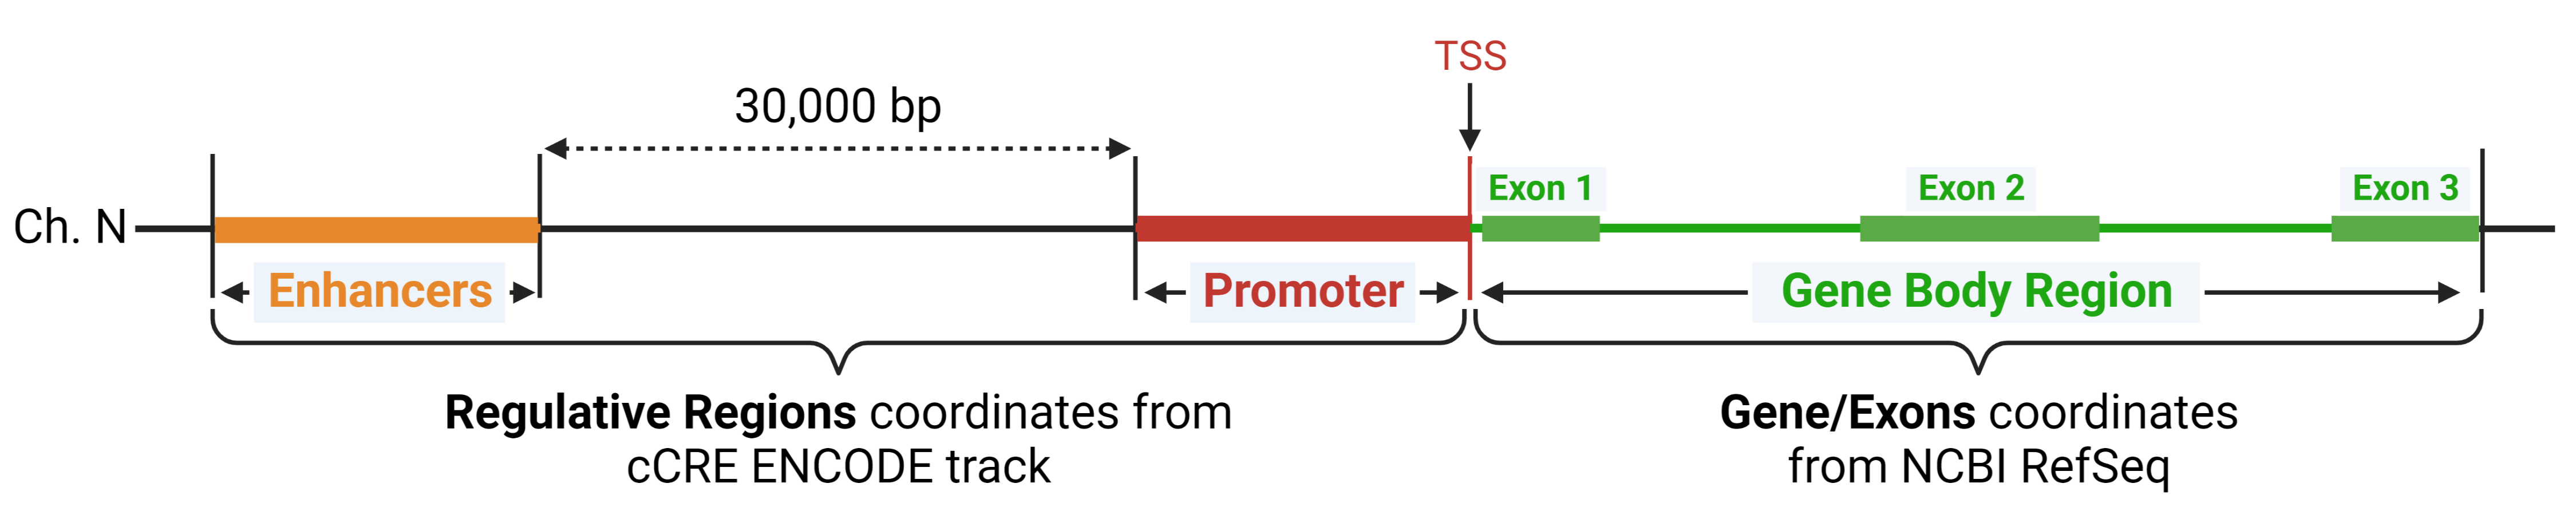 TSS
30,000 bp
Exon 1
Exon 2
Exon 3
Ch. N
Enhancers
Promoter
Gene Body Region
Regulative Regions coordinates from
cCRE ENCODE track
Gene/Exons coordinates
from NCBI RefSeq